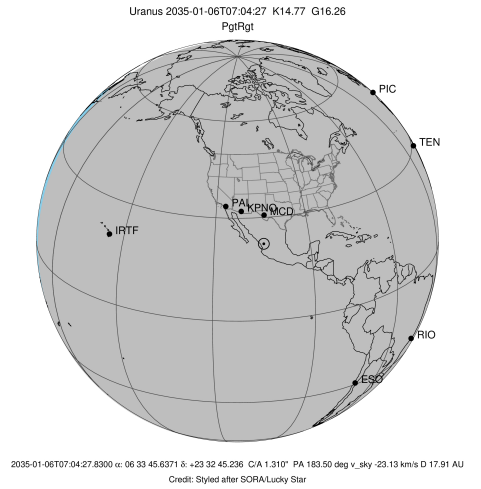 Uranus 2035-01-06T07:04:27 K14.77 G16.26
PgtRgt
PIC
TEN
PAL
KPNO
MCD
IRTF
RIO
ESO
2035-01-06T07:04:27.8300 α: 06 33 45.6371 δ: +23 32 45.236 C/A 1.310" PA 183.50 deg v_sky -23.13 km/s D 17.91 AU
Credit: Styled after SORA/Lucky Star